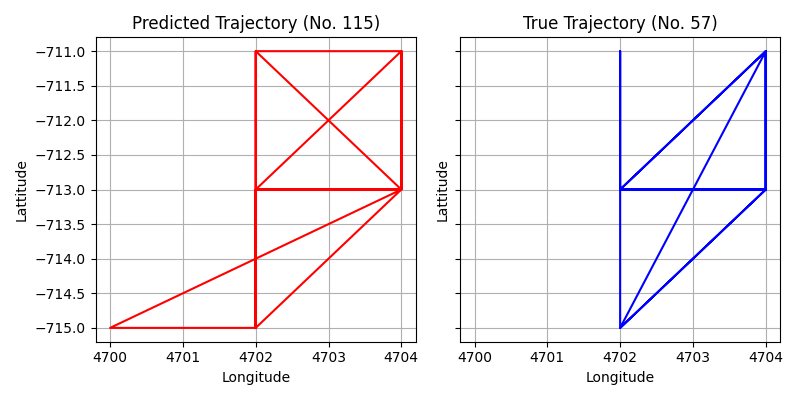 Predicted Trajectory (No. 115)
True Trajectory (No. 57)
−711.0
−711.5
−712.0
−712.5
−713.0
−713.5
−714.0
−714.5
−715.0
Lattitude
Lattitude
4700 4701 4702 4703 4704
4700 4701 4702 4703 4704
Longitude
Longitude